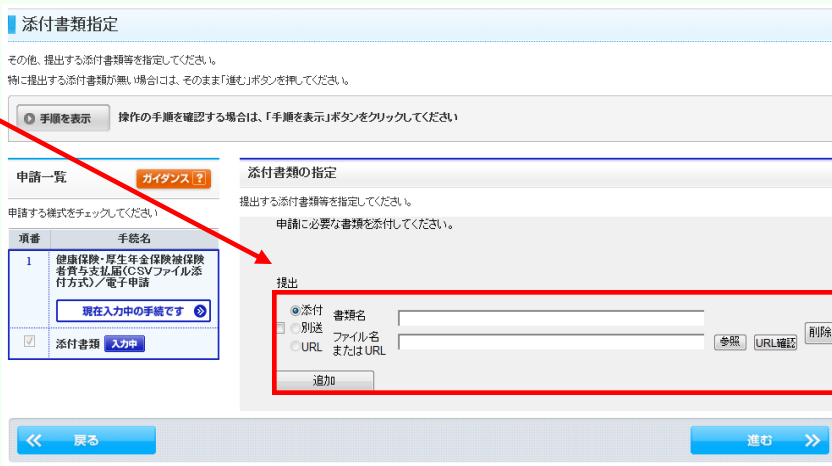 添付書類指定
その他、提出する添付書類等を指定してください。
特に提出する添付書類が無い場合には、そのまま「進む」ボタンを押してください。
手順を表示
操作の手順を確認する場合は、「手順を表示」ボタンをクリックしてください
申請一覧
ガイダンス ?
申請する様式をチェックしてください
項番 手続名
1 健康保険・厚生年金保険被保険
者賞与支払届(CSVファイル添
付方式)/電子申請
現在入力中の手続です
添付書類 入力中
添付書類の指定
提出する添付書類等を指定してください。
申請に必要な書類を添付してください。
提出
添付
別送
URL
書類名
ファイル名
またはURL
参照
URL確認
削除
追加
戻る
進む